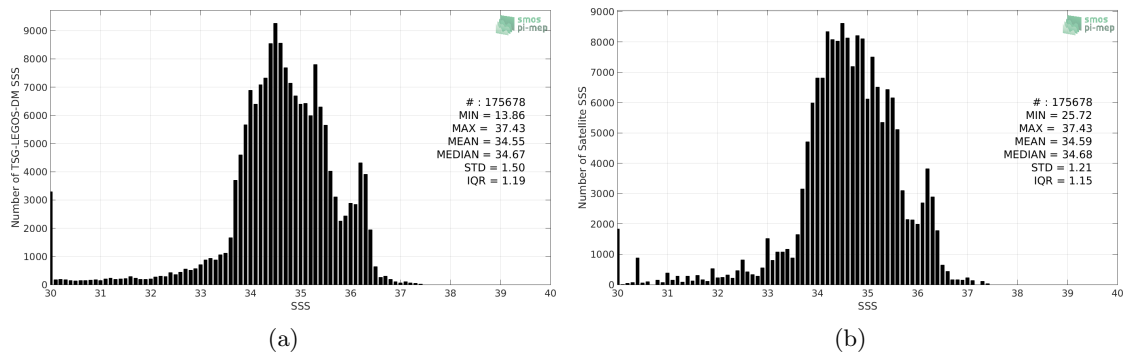 smos
pi-mep
Number of TSG-LEGOS-DM SSS
9000
8000
7000
6000
5000
4000
3000
2000
1000
0
# : 175678
MIN = 13.86
MAX = 37.43
MEAN = 34.55
MEDIAN = 34.67
STD = 1.50
IQR = 1.19
30 31 32 33 34 35 36 37 38 39 40
SSS
(a)
smos
pi-mep
Number of Satellite SSS
9000
8000
7000
6000
5000
4000
3000
2000
1000
0
# : 175678
MIN = 25.72
MAX = 37.43
MEAN = 34.59
MEDIAN = 34.68
STD = 1.21
IQR = 1.15
30 31 32 33 34 35 36 37 38 39 40
SSS
(b)